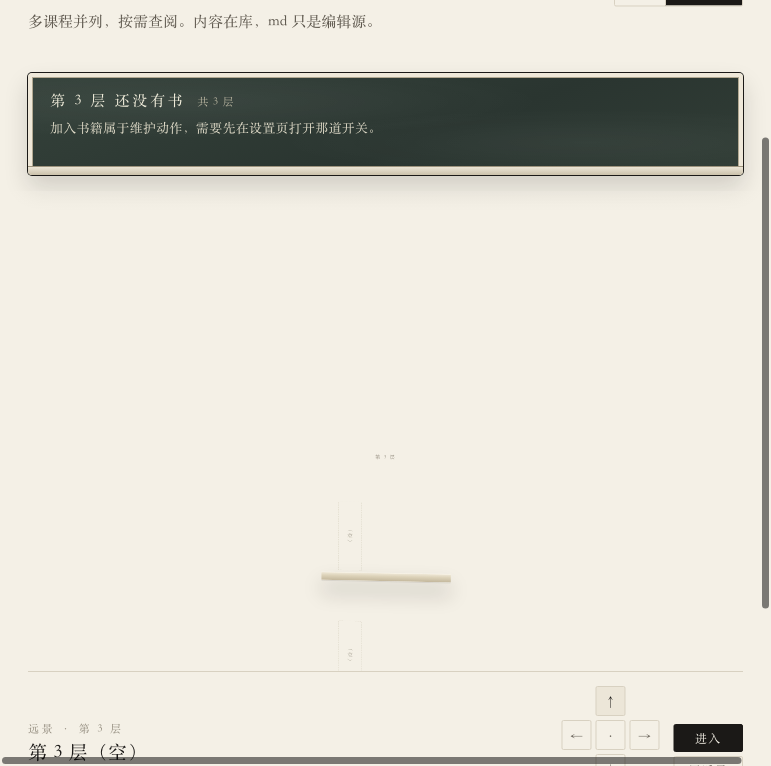 多课程并列，按需查阅。内容在库，md 只是编辑源。
第 3 层 还没有书 共 3 层
加入书籍属于维护动作，需要先在设置页打开那道开关。
↑
← · →
远景 · 第 3 层
进入
第 3 层（空）